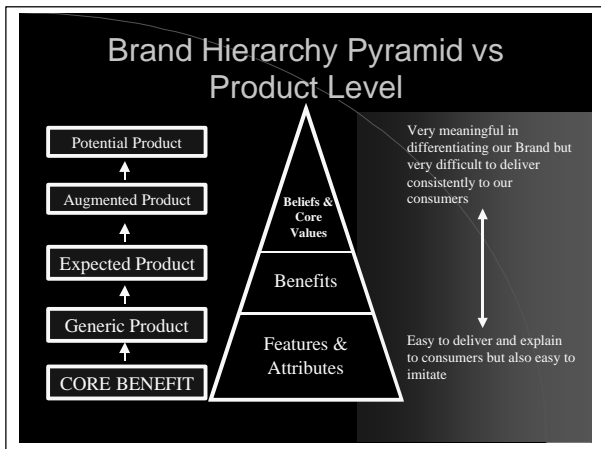 Brand Hierarchy Pyramid vs
Product Level
Potential Product
Augmented Product
Expected Product
Generic Product
CORE BENEFIT
Beliefs &
Core
Values
Benefits
Features &
Attributes
Very meaningful in
differentiating our Brand but
very difficult to deliver
consistently to our
consumers
Easy to deliver and explain
to consumers but also easy to
imitate